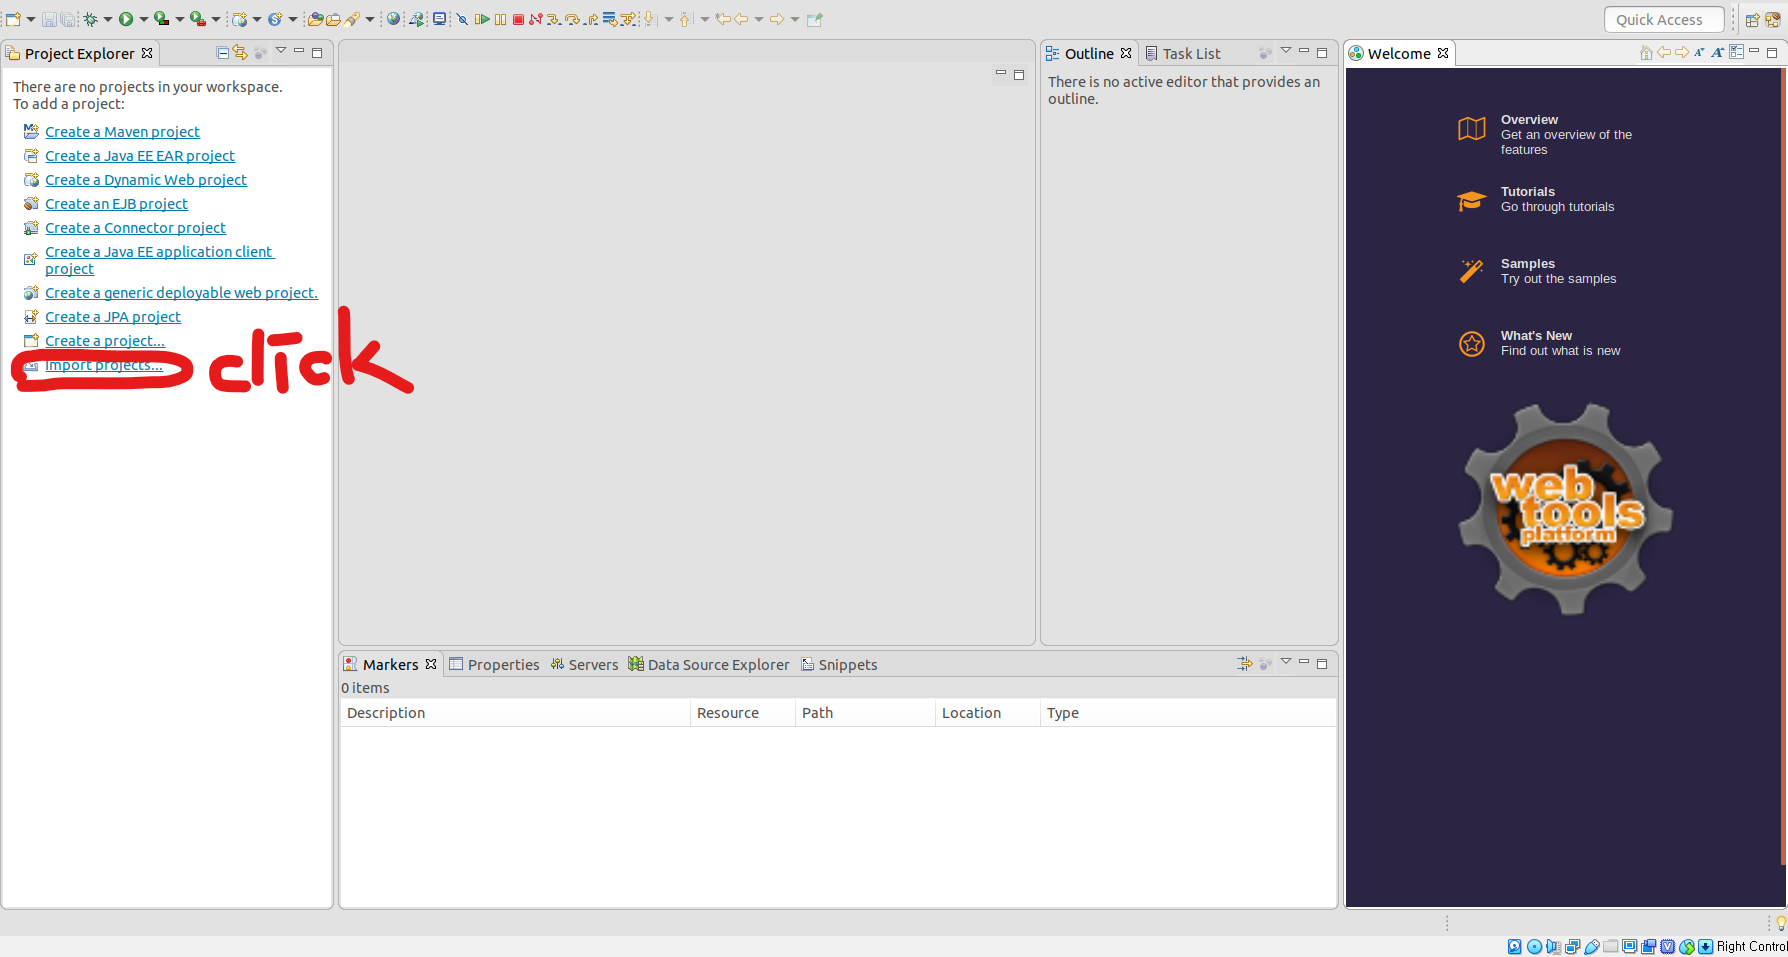 Quick Access
Project Explorer
There are no projects in your workspace.
To add a project:
Create a Maven project
Create a Java EE EAR project
Create a Dynamic Web project
Create an EJB project
Create a Connector project
Create a Java EE application client
project
Create a generic deployable web project.
Create a JPA project
Create a project...
Import projects...
click
Outline
Task List
There is no active editor that provides an
outline.
Welcome
Overview
Get an overview of the
features
Tutorials
Go through tutorials
Samples
Try out the samples
What's New
Find out what is new
web
tools
platform
Markers
Properties
Servers
Data Source Explorer
Snippets
0 items
Description
Resource
Path
Location
Type
Right Control